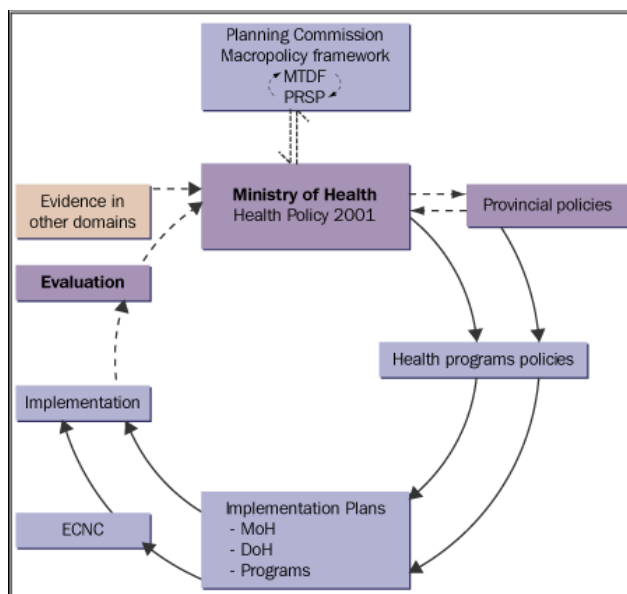 Planning Commission
Macropolicy framework
MTDF
PRSP
Ministry of Health
Health Policy 2001
Evidence in
other domains
Provincial policies
Evaluation
Health programs policies
Implementation
Implementation Plans
- MoH
- DoH
- Programs
ECNC